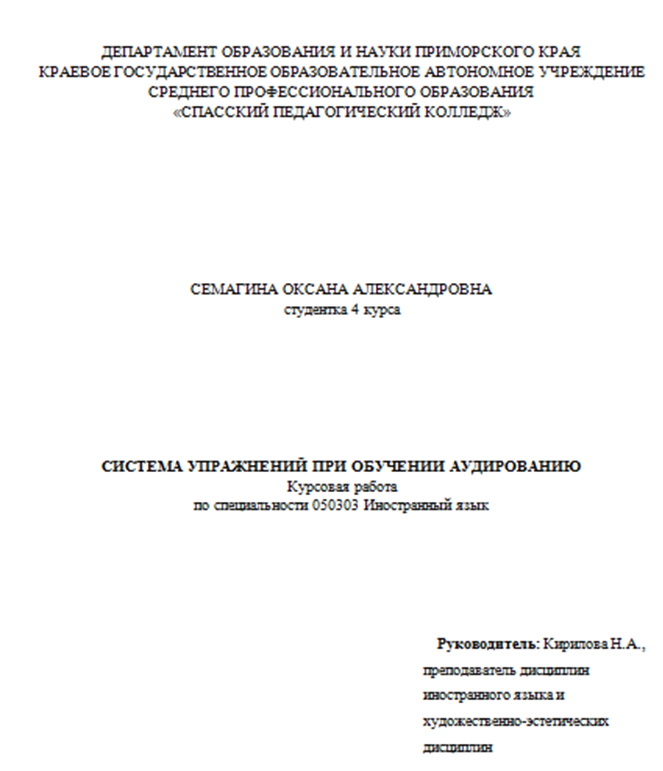 ДЕПАРТАМЕНТ ОБРАЗОВАНИЯ И НАУКИ ПРИМОРСКОГО КРАЯ
КРАЕВОЕ ГОСУДАРСТВЕННОЕ ОБРАЗОВАТЕЛЬНОЕ АВТОНОМНОЕ УЧРЕЖДЕНИЕ
СРЕДНЕГО ПРОФЕССИОНАЛЬНОГО ОБРАЗОВАНИЯ
«СПАССКИЙ ПЕДАГОГИЧЕСКИЙ КОЛЛЕДЖ»
СЕМАГИНА ОКСАНА АЛЕКСАНДРОВНА
студентка 4 курса
СИСТЕМА УПРАЖНЕНИЙ ПРИ ОБУЧЕНИИ АУДИРОВАНИЮ
Курсовая работа
по специальности 050303 Иностранный язык
Руководитель: Кирилова Н.А.,
преподаватель дисциплин
иностранного языка и
художественно-эстетических
дисциплин